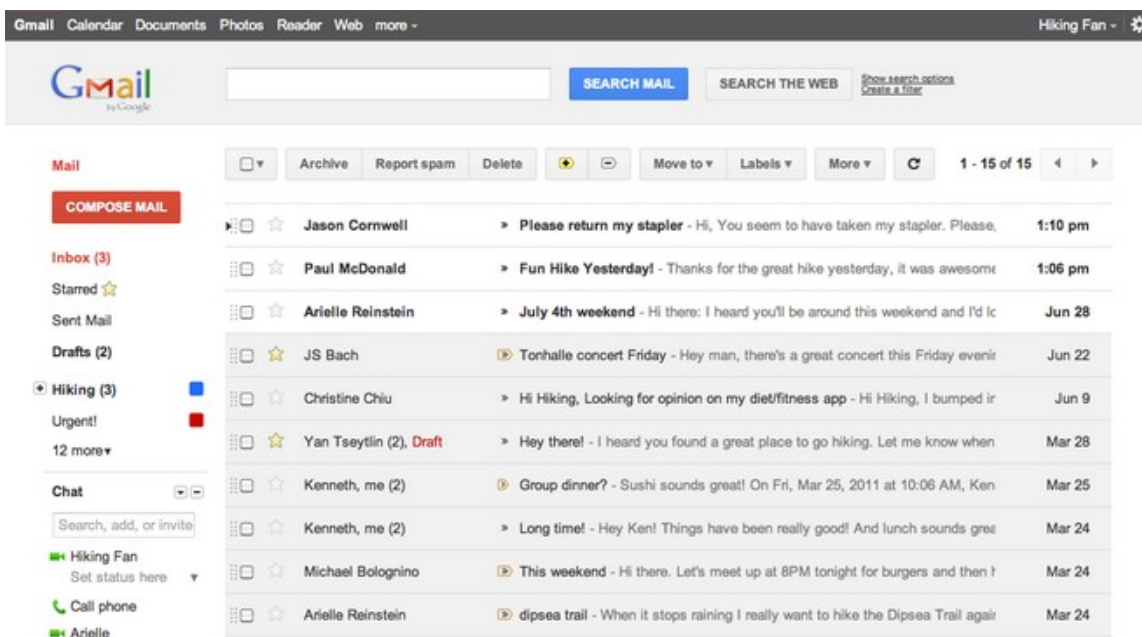 Gmail Calendar Documents Photos Reader Web more
Hiking Fan
Gmail
by Google
SEARCH MAIL
SEARCH THE WEB
Show search options
Create a filter
Mail
Archive Report spam Delete Move to Labels More 1 - 15 of 15
COMPOSE MAIL
Inbox (3)
Starred
Sent Mail
Drafts (2)
Hiking (3)
Urgent!
12 more
Chat
Search, add, or invite
Hiking Fan
Set status here
Call phone
Arielle
Jason Cornwell » Please return my stapler - Hi, You seem to have taken my stapler. Please, 1:10 pm
Paul McDonald » Fun Hike Yesterday! - Thanks for the great hike yesterday, it was awesome 1:06 pm
Arielle Reinstein » July 4th weekend - Hi there: I heard you'll be around this weekend and I'd Jun 28
JS Bach Tonhalle concert Friday - Hey man, there's a great concert this Friday Jun 22
Christine Chiu » Hi Hiking, Looking for opinion on my diet/fitness app - Hi Hiking, I bumped Jun 9
Yan Tseytlin (2), Draft » Hey there! - I heard you found a great place to go hiking. Let me know when Mar 28
Kenneth, me (2) Group dinner? - Sushi sounds great! On Fri, Mar 25, 2011 at 10:06 AM, Ken Mar 25
Kenneth, me (2) » Long time! - Hey Ken! Things have been really good! And lunch sounds Mar 24
Michael Bolognino This weekend - Hi there. Let's meet up at 8PM tonight for burgers and then Mar 24
Arielle Reinstein dipsea trail - When it stops raining I really want to hike the Dipsea Trail Mar 24